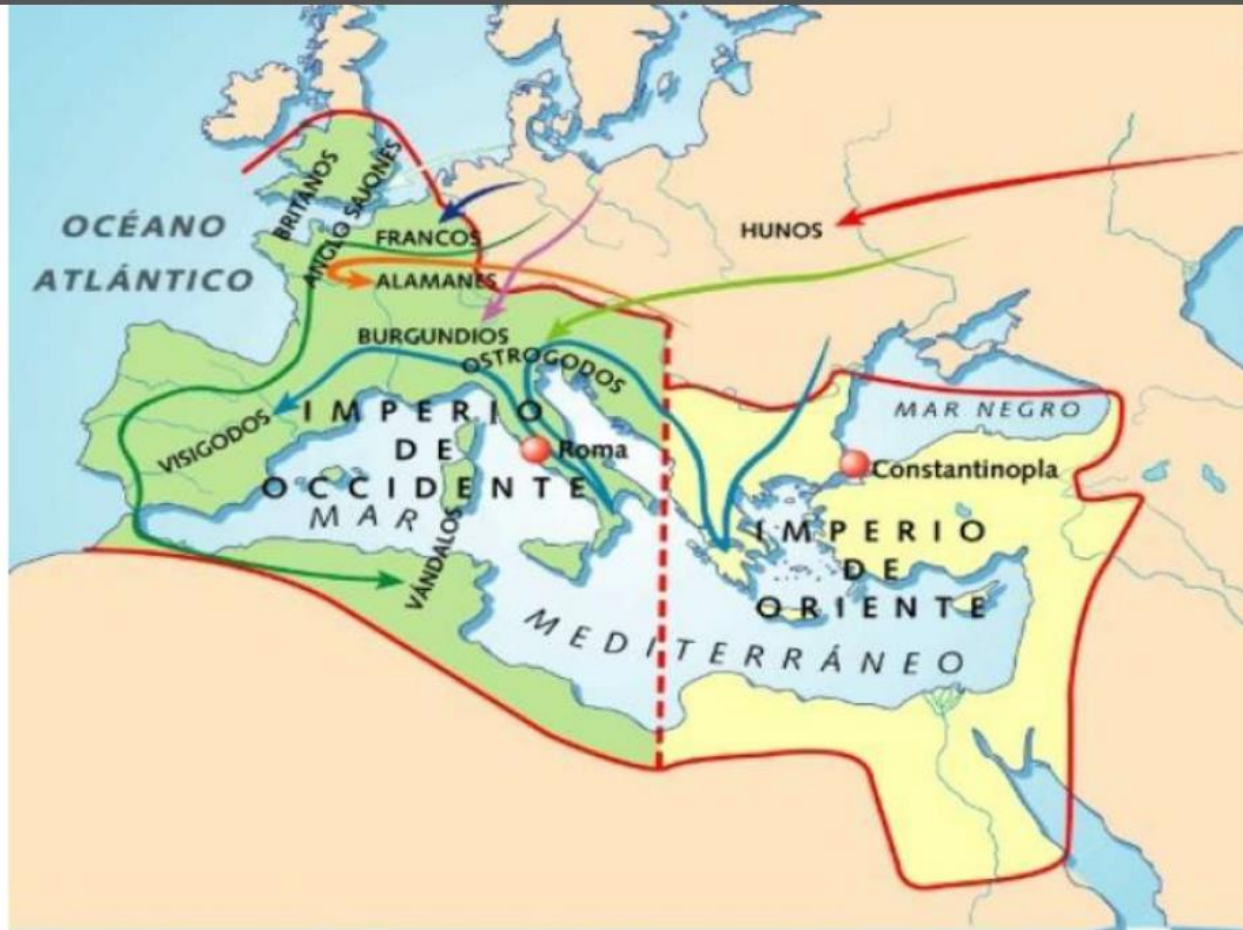 BRITANOS
ANGLO SAJONES
OCÉANO
ATLÁNTICO
FRANCOS
HUNOS
ALAMANES
BURGUNDIOS
OSTROGODOS
VISIGODOS
IMPERIO
DE
OCCIDENTE
Roma
MAR NEGRO
Constantinopla
IMPERIO
DE
ORIENTE
VÁNDALOS
MAR
MEDITERRÁNEO